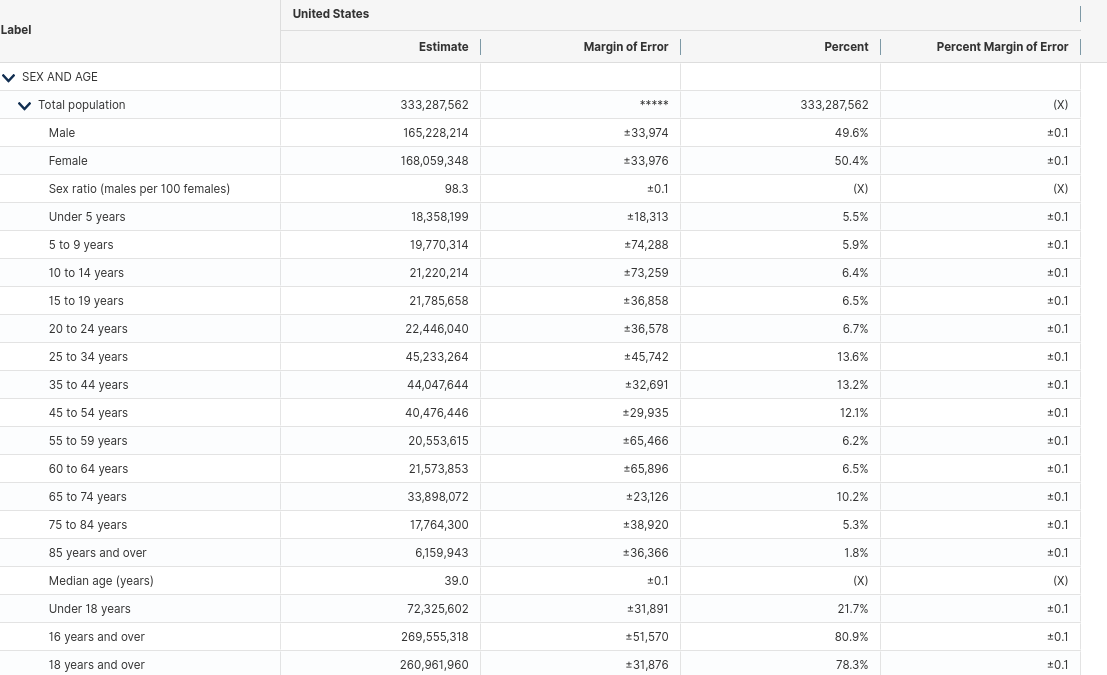 Label United States
Estimate Margin of Error Percent Percent Margin of Error
SEX AND AGE
Total population 333,287,562 ***** 333,287,562 (X)
Male 165,228,214 ±33,974 49.6% ±0.1
Female 168,059,348 ±33,976 50.4% ±0.1
Sex ratio (males per 100 females) 98.3 ±0.1 (X) (X)
Under 5 years 18,358,199 ±18,313 5.5% ±0.1
5 to 9 years 19,770,314 ±74,288 5.9% ±0.1
10 to 14 years 21,220,214 ±73,259 6.4% ±0.1
15 to 19 years 21,785,658 ±36,858 6.5% ±0.1
20 to 24 years 22,446,040 ±36,578 6.7% ±0.1
25 to 34 years 45,233,264 ±45,742 13.6% ±0.1
35 to 44 years 44,047,644 ±32,691 13.2% ±0.1
45 to 54 years 40,476,446 ±29,935 12.1% ±0.1
55 to 59 years 20,553,615 ±65,466 6.2% ±0.1
60 to 64 years 21,573,853 ±65,896 6.5% ±0.1
65 to 74 years 33,898,072 ±23,126 10.2% ±0.1
75 to 84 years 17,764,300 ±38,920 5.3% ±0.1
85 years and over 6,159,943 ±36,366 1.8% ±0.1
Median age (years) 39.0 ±0.1 (X) (X)
Under 18 years 72,325,602 ±31,891 21.7% ±0.1
16 years and over 269,555,318 ±51,570 80.9% ±0.1
18 years and over 260,961,960 ±31,876 78.3% ±0.1